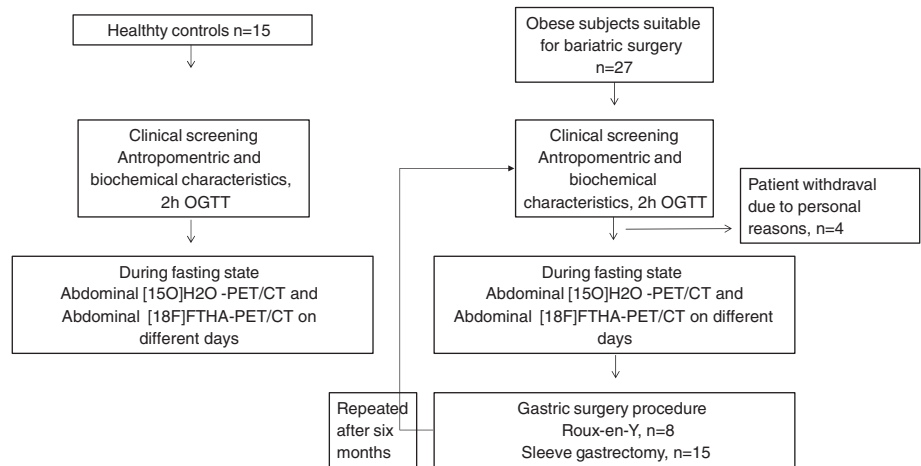 Healthty controls n=15
Clinical screening
Antropomentric and
biochemical characteristics,
2h OGTT
During fasting state
Abdominal [15O]H2O -PET/CT and
Abdominal [18F]FTHA-PET/CT on
different days
Obese subjects suitable
for bariatric surgery
n=27
Clinical screening
Antropomentric and
biochemical
characteristics, 2h OGTT
Patient withdraval
due to personal
reasons, n=4
During fasting state
Abdominal [15O]H2O -PET/CT and
Abdominal [18F]FTHA-PET/CT on different
days
Repeated
after six
months
Gastric surgery procedure
Roux-en-Y, n=8
Sleeve gastrectomy, n=15